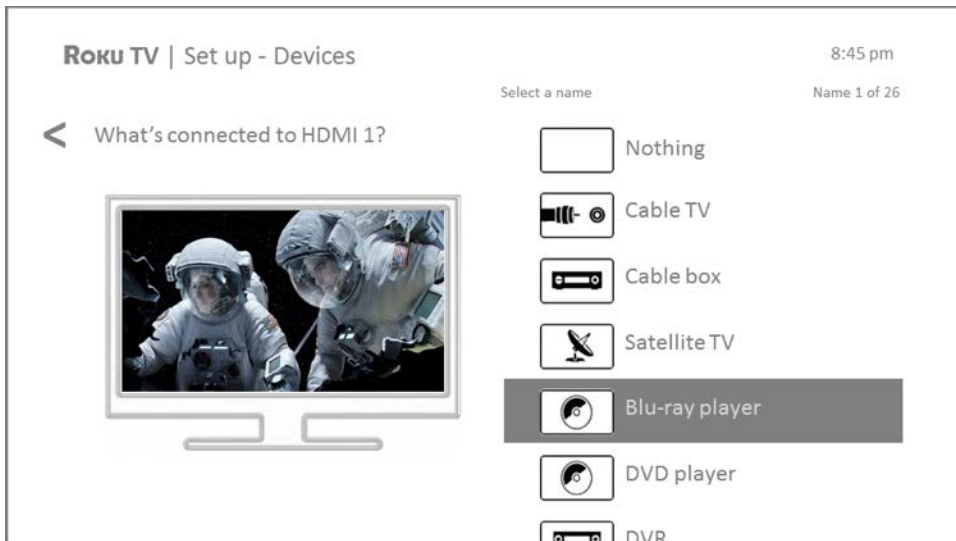 ROKU TV | Set up - Devices
8:45 pm
Select a name
Name 1 of 26
< What's connected to HDMI 1?
Nothing
Cable TV
Cable box
Satellite TV
Blu-ray player
DVD player
DVR